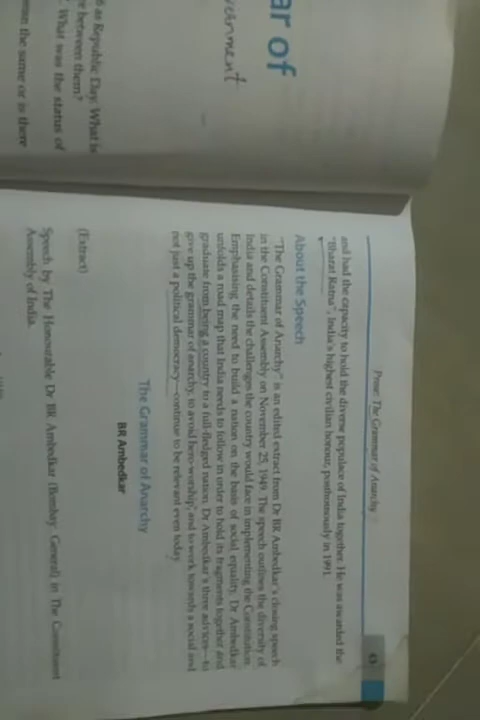 ar of
vernment
6 as Republic Day. What is
e between them?
What was the status of
the same or is there
Prose: The Grammar of Anarchy
and had the capacity to hold the diverse populace of India together. He was awarded the
"Bharat Ratna", India's highest civilian honour, posthumously in 1991.
About the Speech
"The Grammar of Anarchy" is an edited extract from Dr BR Ambedkar's closing speech
in the Constituent Assembly on November 25, 1949. The speech outlines the diversity of
India and details the challenges the country would face in implementing the Constitution.
Emphasising the need to build a nation on the basis of social equality, Dr Ambedkar
unfolds a road map that India needs to follow in order to hold its fragments together and
graduate from being a country to a full-fledged nation. Dr Ambedkar's three advices—to
give up the grammar of anarchy, to avoid hero-worship, and to work towards a social and
not just a political democracy—continue to be relevant even today.
The Grammar of Anarchy
BR Ambedkar
(Extract)
Speech by The Honourable Dr BR Ambedkar (Bombay General) in The Constituent
Assembly of India.